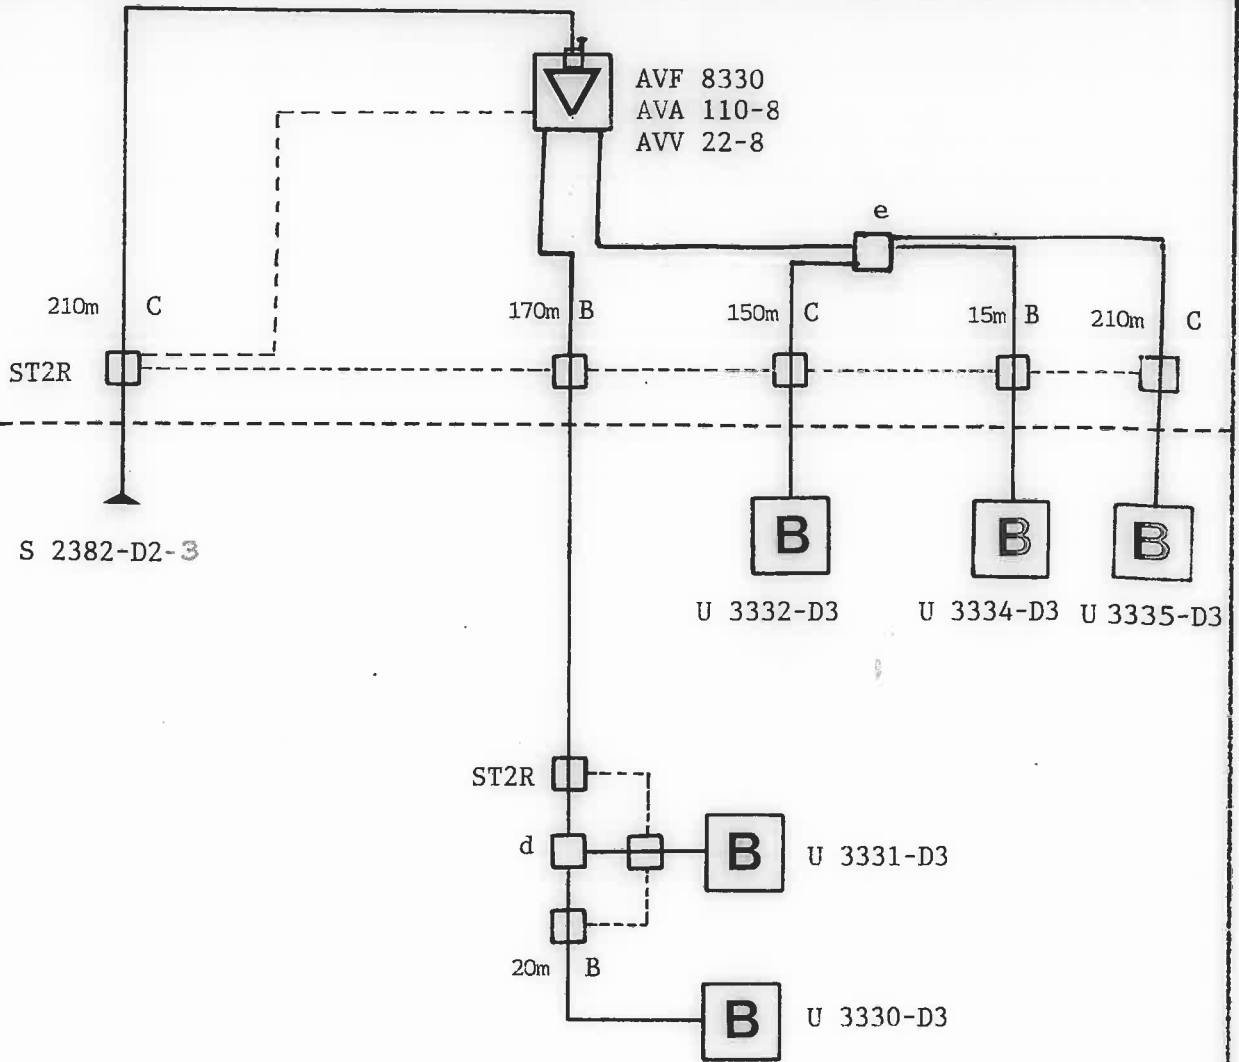 AVF 8330
AVA 110-8
AVV 22-8
e
210m C
170m B
150m C
15m B
210m C
ST2R
S 2382-D2-3
B
B
B
U 3332-D3
U 3334-D3
U 3335-D3
ST2R
d
B
U 3331-D3
20m B
B
U 3330-D3